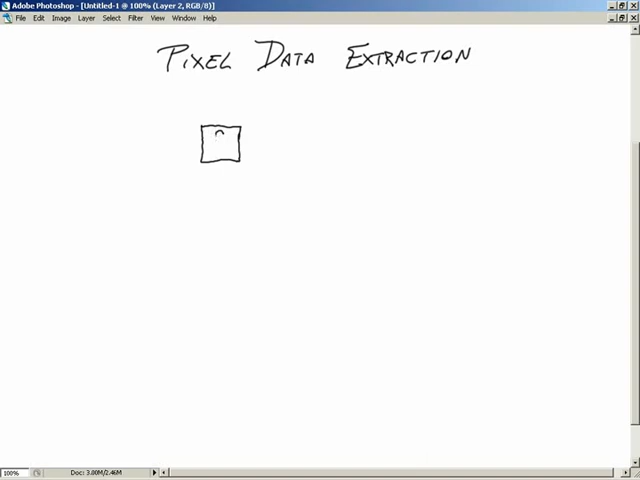 Adobe Photoshop - [Untitled-1 @ 100% (Layer 2, RGB/8)]
File Edit Image Layer Select Filter View Window Help
PIXEL DATA EXTRACTION
100% Doc: 3.00M/2.46M